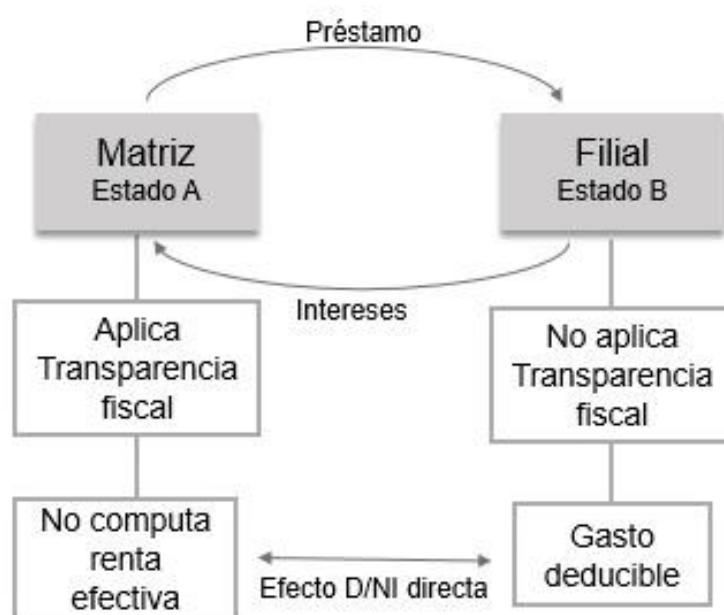 Préstamo
Matriz
Estado A
Filial
Estado B
Intereses
Aplica
Transparencia
fiscal
No aplica
Transparencia
fiscal
No computa
renta
efectiva
Efecto D/NI directa
Gasto
deducible